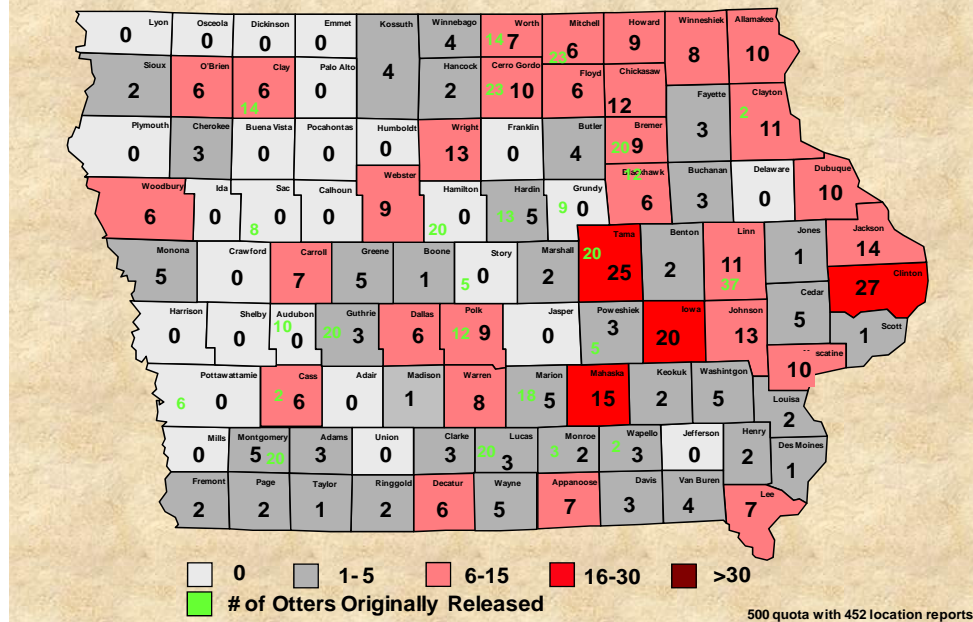 Lyon Osceola Dickinson Emmet Kossuth Winnebago Worth Mitchell Howard Winneshiek Allamakee
0 0 0 0 4 4 14 7 23 6 9 8 10
Sioux O'Brien Clay Palo Alto Hancock Cerro Gordo Floyd Chickasaw Fayette Clayton
2 6 6 14 0 2 23 10 6 12 3 2 11
Plymouth Cherokee Buena Vista Pocahontas Humboldt Wright Franklin Butler Bremer
0 3 0 0 0 13 0 4 20 9
Woodbury Ida Sac Calhoun Webster Hamilton Hardin Grundy Blackhawk Buchanan Delaware Dubuque
6 0 8 0 0 9 20 0 13 5 9 0 12 6 3 0 10
Monona Crawford Carroll Greene Boone Story Marshall Tama Benton Linn Jones Jackson Clinton
5 0 7 5 1 5 0 2 20 25 2 11 37 1 14 27
Harrison Shelby Audubon Guthrie Dallas Polk Jasper Poweshiek Iowa Johnson Cedar Scott
0 0 10 0 20 3 6 12 9 0 3 5 20 13 5 1
Pottawattamie Cass Adair Madison Warren Marion Mahaska Keokuk Washintgon scatine Louisa
6 0 2 6 0 1 8 5 15 2 5 10 2
Mills Montgomery Adams Union Clarke Lucas Monroe Wapello Jefferson Henry Des Moines
0 5 20 3 0 3 20 3 3 2 2 3 0 2 1
Fremont Page Taylor Ringgold Decatur Wayne Appanoose Davis Van Buren Lee
2 2 1 2 6 5 7 3 4 7
0 1-5 6-15 16-30 >30
# of Otters Originally Released
500 quota with 452 location reports